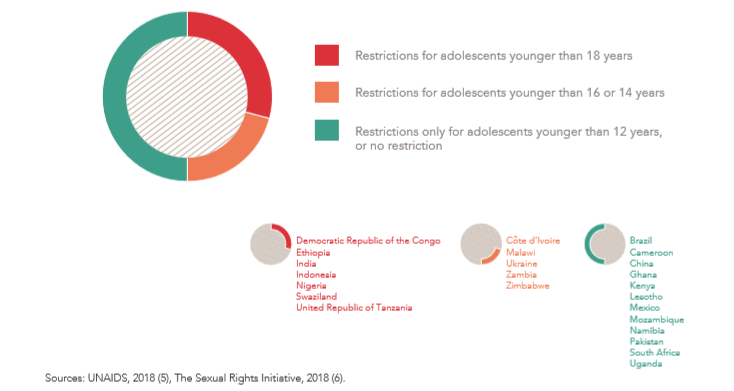 Restrictions for adolescents younger than 18 years
Restrictions for adolescents younger than 16 or 14 years
Restrictions only for adolescents younger than 12 years,
or no restriction
Democratic Republic of the Congo
Ethiopia
India
Indonesia
Nigeria
Swaziland
United Republic of Tanzania
Côte d'Ivoire
Malawi
Ukraine
Zambia
Zimbabwe
Brazil
Cameroon
China
Ghana
Kenya
Lesotho
Mexico
Mozambique
Namibia
Pakistan
South Africa
Uganda
Sources: UNAIDS, 2018 (5), The Sexual Rights Initiative, 2018 (6).